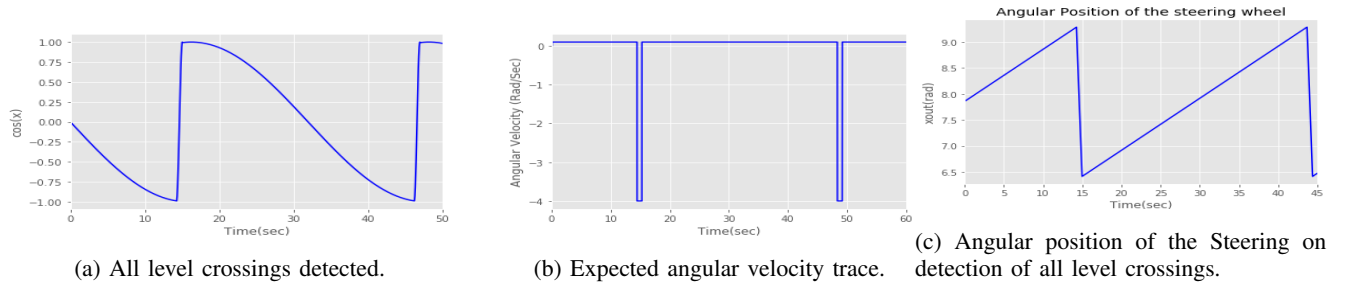 1.00
0.75
0.50
0.25
0.00
−0.25
−0.50
−0.75
−1.00
cos(x)
0 10 20 30 40 50
Time(sec)
(a) All level crossings detected.
0
−1
−2
−3
−4
Angular Velocity (Rad/Sec)
0 10 20 30 40 50 60
Time(sec)
(b) Expected angular velocity trace.
Angular Position of the steering wheel
9.0
8.5
8.0
7.5
7.0
6.5
xout(rad)
0 5 10 15 20 25 30 35 40 45
Time(sec)
(c) Angular position of the Steering on
detection of all level crossings.